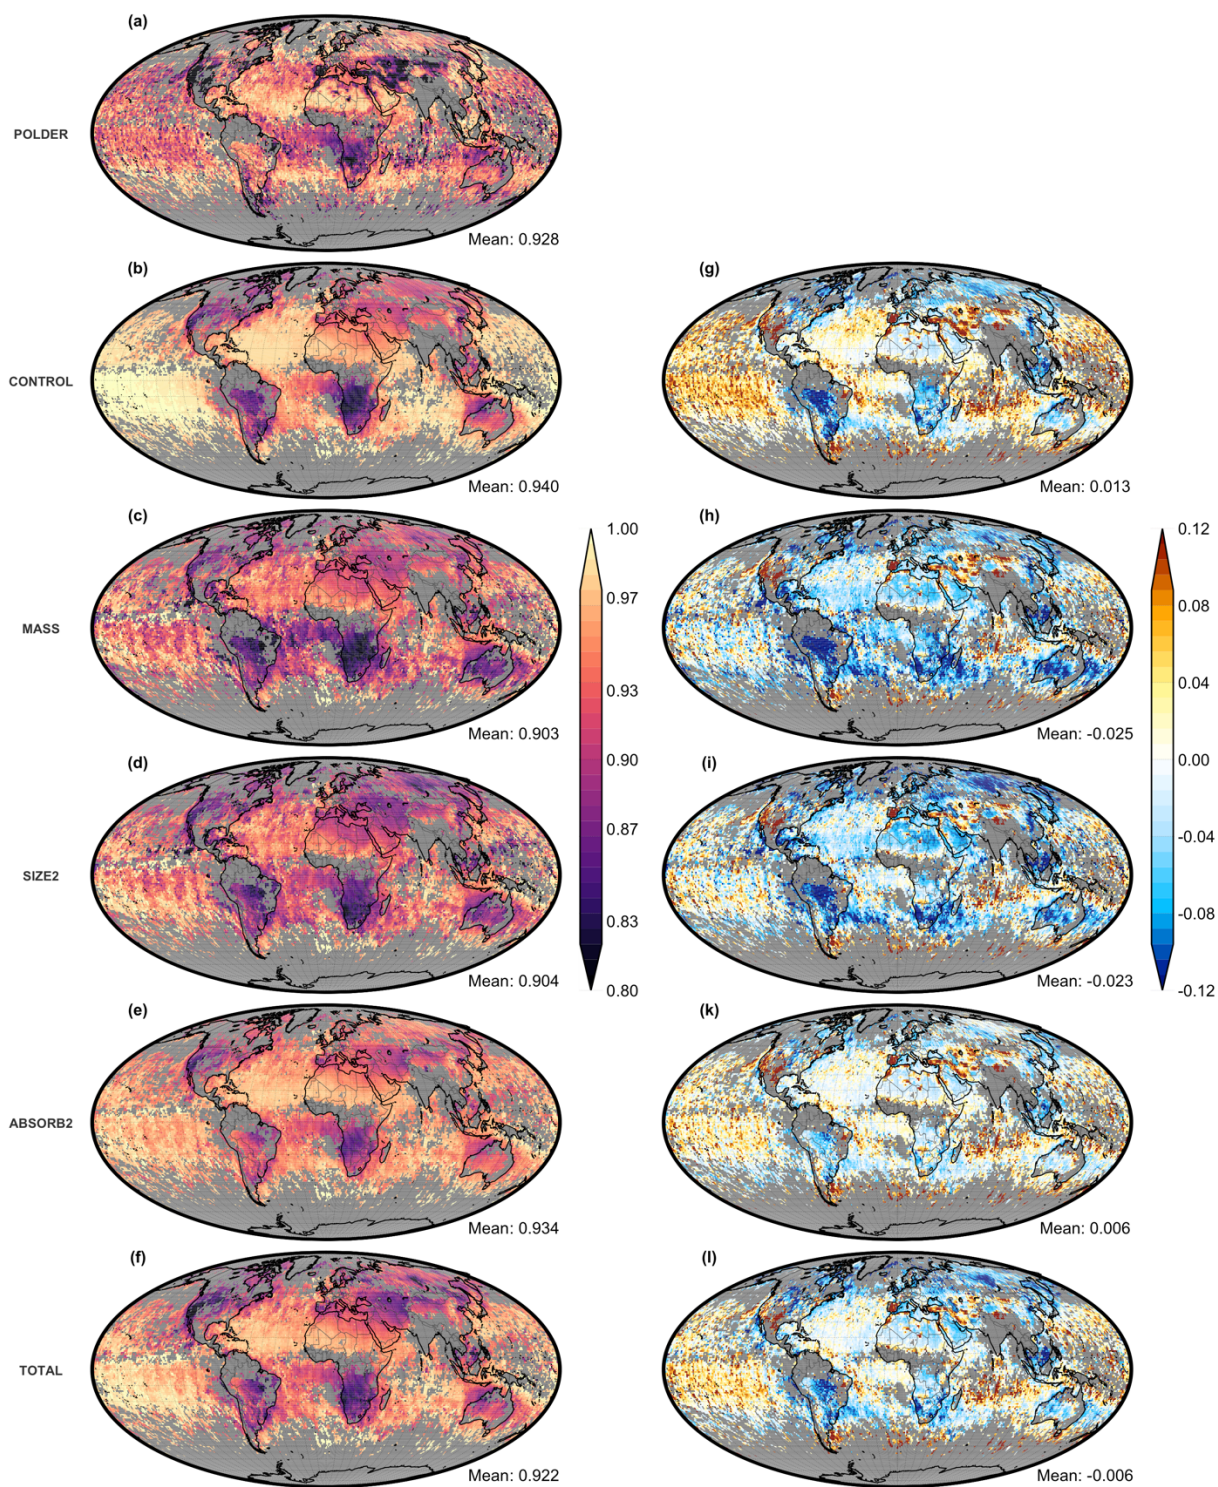 (a)
POLDER
Mean: 0.928
(b)
(g)
CONTROL
Mean: 0.940
Mean: 0.013
(c)
(h)
1.00
0.12
0.97
0.08
MASS
0.93
0.04
Mean: 0.903
Mean: -0.025
(d)
(i)
0.90
0.00
0.87
-0.04
SIZE2
0.83
-0.08
Mean: 0.904
Mean: -0.023
0.80
-0.12
(e)
(k)
ABSORB2
Mean: 0.934
Mean: 0.006
(f)
(l)
TOTAL
Mean: 0.922
Mean: -0.006